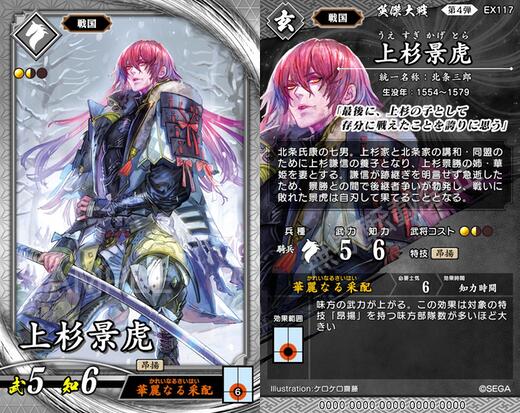 戦国
上杉景虎
昂揚
武5 知6
かれいなるさいはい
華麗なる采配
6
玄
戦国
英傑大戦 第4弾 EX117
うえすぎかげとら
上杉景虎
統一名称：北条三郎
生没年：1554～1579
「最後に、上杉の子として
存分に戦えたことを誇りに思う」
北条氏康の七男。上杉家と北条家の講和・同盟
のために上杉謙信の養子となり、上杉景勝の姉・華
姫を妻とする。謙信が跡継ぎを明言せず急逝したた
め、景勝との間で後継者争いが勃発し、戦いに
敗れた景虎は自刃して果てることとなる。
兵種 武力 知力 武将コスト
騎兵 5 6 特技 昂揚
かれいなるさいはい 必要士気 効果時間
華麗なる采配 6 知力時間
効果範囲
味方の武力が上がる。この効果は対象の特
技「昂揚」を持つ味方部隊数が多いほど大
きい
Illustration:ケロケロ齋藤 ©SEGA
0000 0000 0000 0000 0000